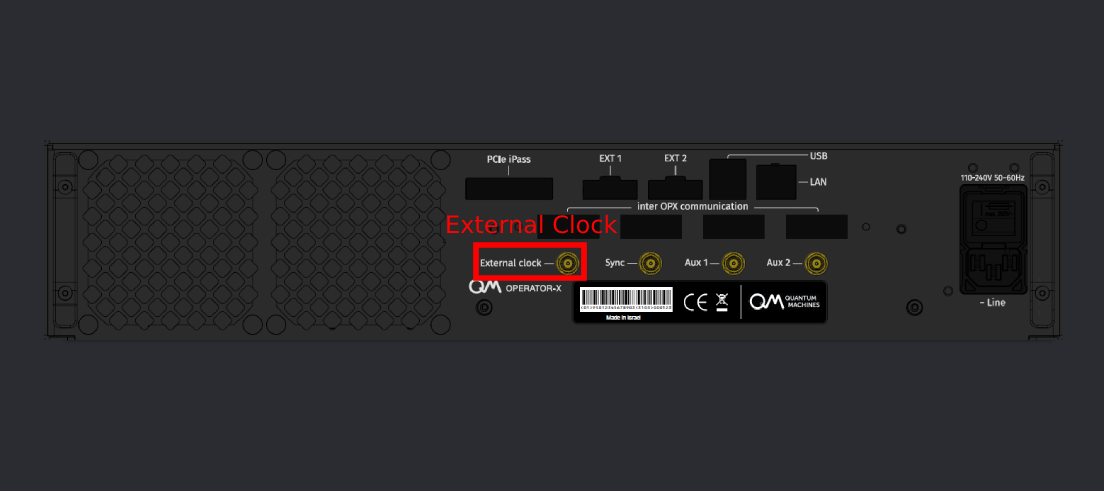 PCIe iPass
EXT 1
EXT 2
USB
LAN
110-240V 50-60Hz
inter OPX communication
External Clock
External clock
Sync
Aux 1
Aux 2
QM OPERATOR-X
CE
QM QUANTUM MACHINES
Made in Israel
~ Line